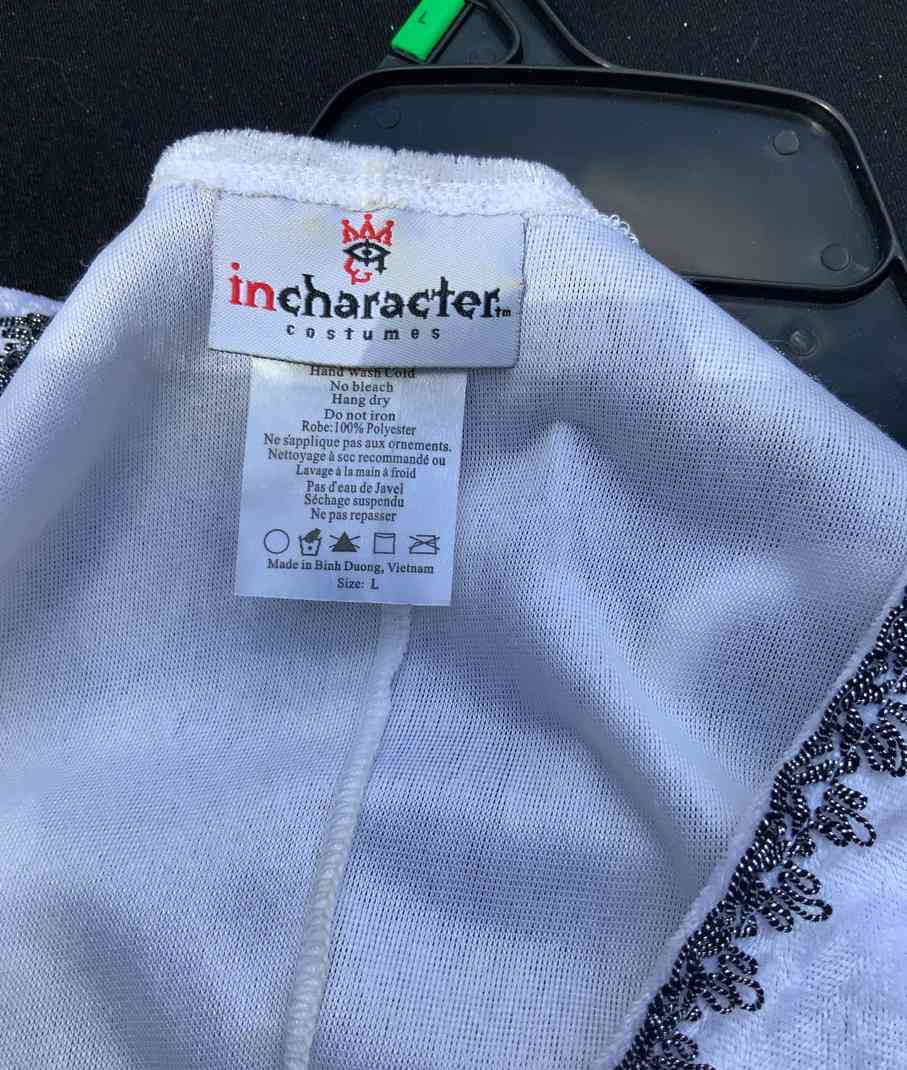 L
incharacter™
costumes
Hand Wash Cold
No bleach
Hang dry
Do not iron
Robe:100% Polyester
Ne s'applique pas aux ornements.
Nettoyage à sec recommandé ou
Lavage à la main à froid
Pas d'eau de Javel
Séchage suspendu
Ne pas repasser
Made in Binh Duong, Vietnam
Size: L